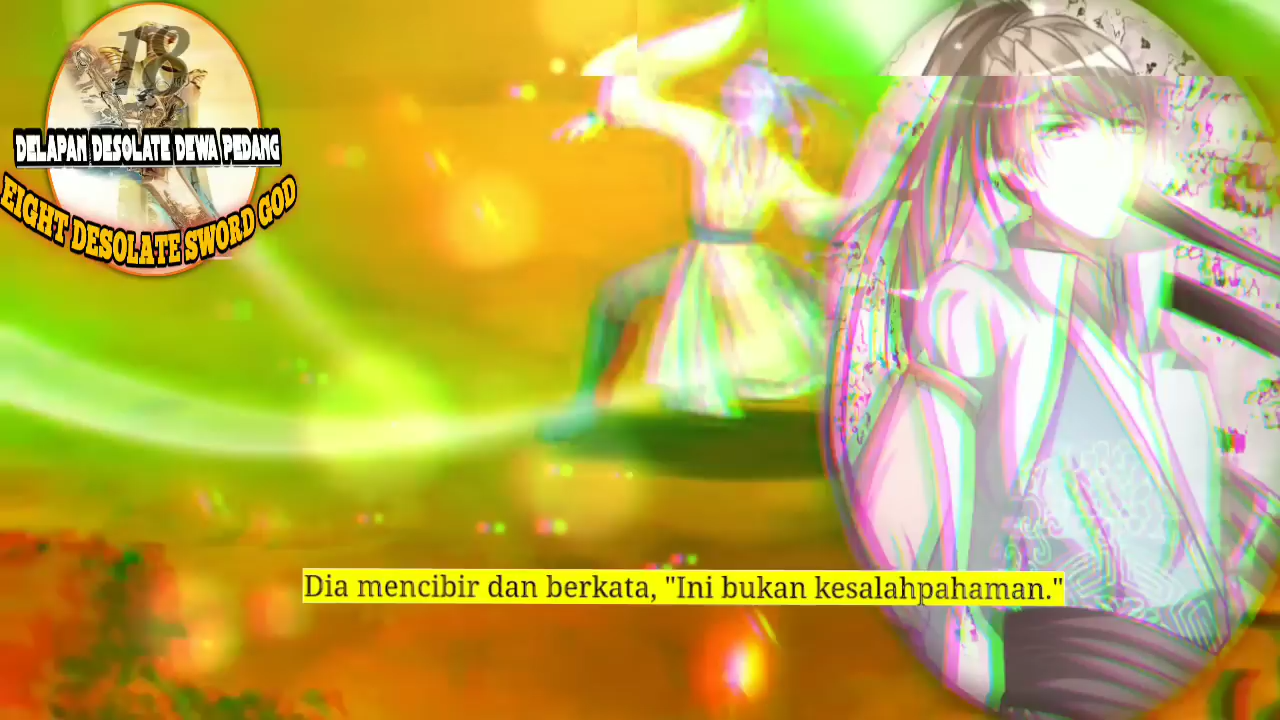 18
DELAPAN DESOLATE DEWA PEDANG
EIGHT DESOLATE SWORD GOD
Dia mencibir dan berkata, "Ini bukan kesalahpahaman."